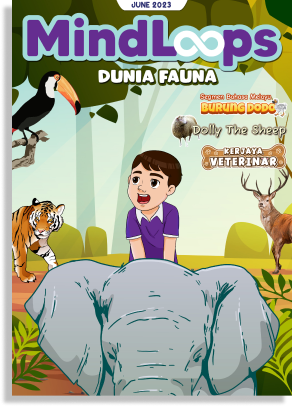 JUNE 2023
MindLoops
DUNIA FAUNA
Segmen Bahasa Melayu
BURUNG DODO
Dolly The Sheep
KERJAYA
VETERINAR